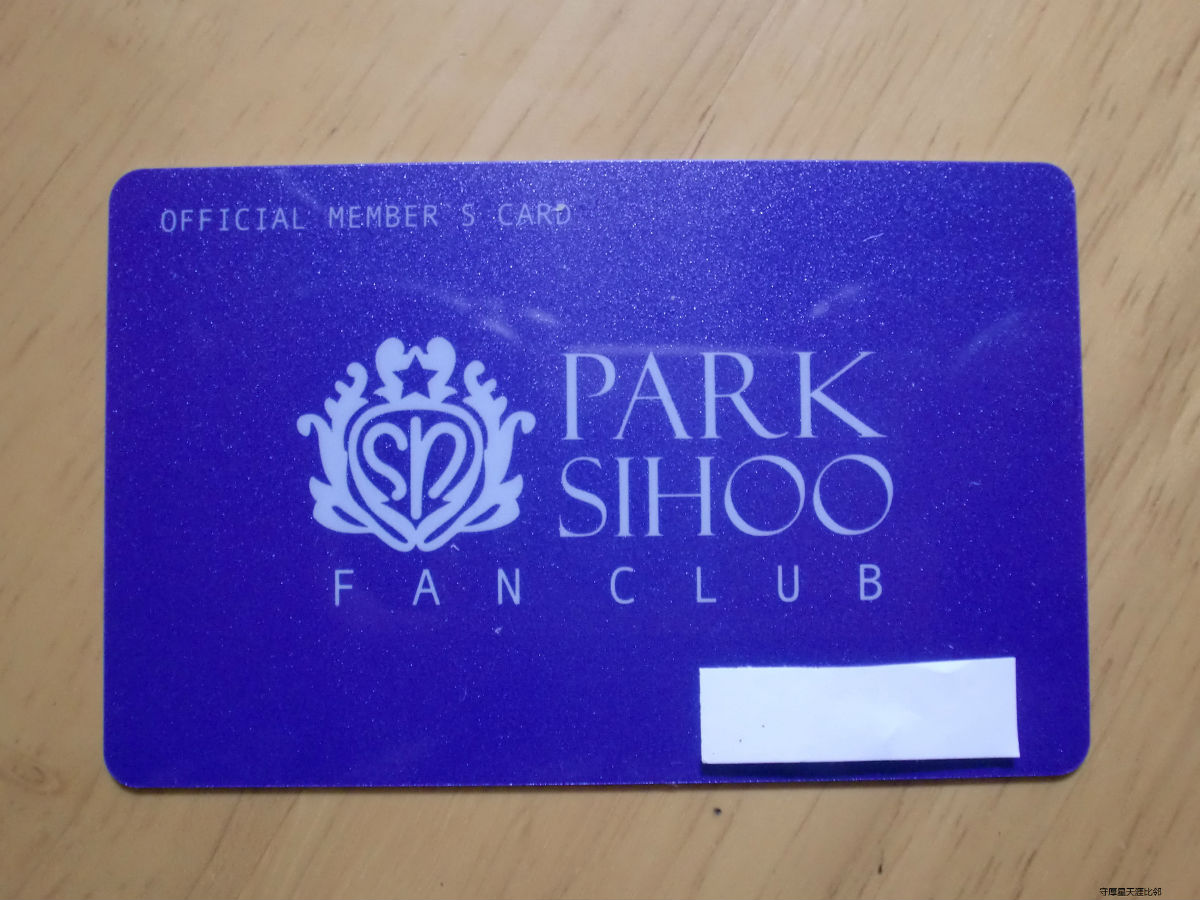 OFFICIAL MEMBER`S CARD
PARK
SIHOO
FAN CLUB
守厚星天涯比邻